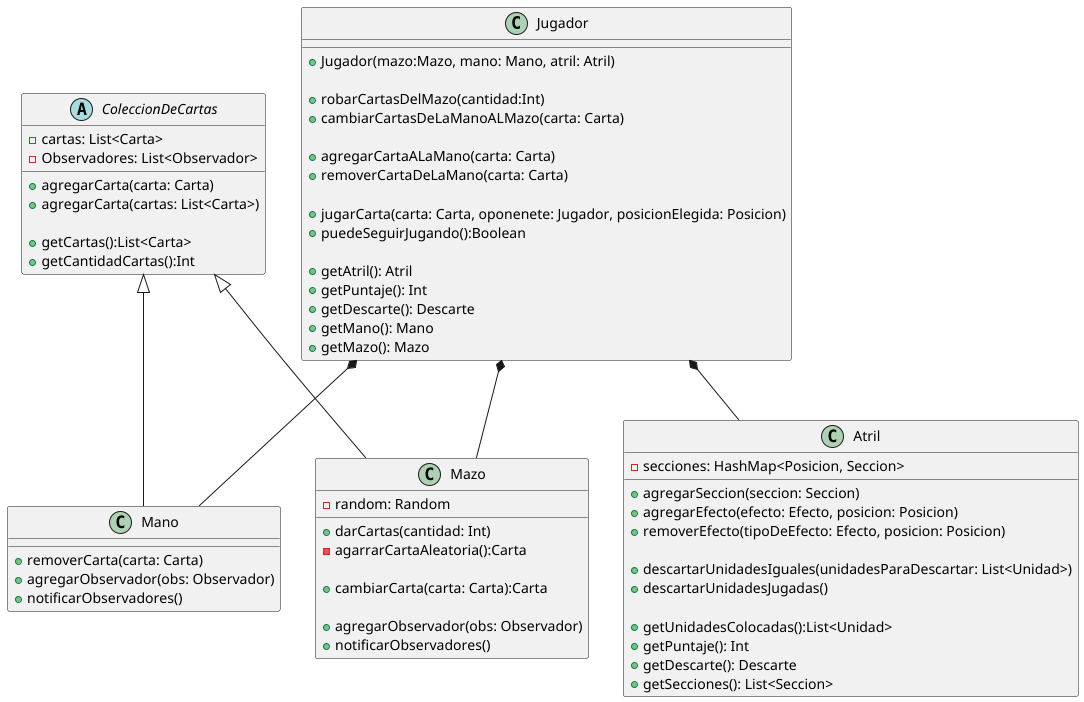 C Jugador
+ Jugador(mazo:Mazo, mano: Mano, atril: Atril)
+ robarCartasDelMazo(cantidad:Int)
+ cambiarCartasDeLaManoALMazo(carta: Carta)
+ agregarCartaALaMano(carta: Carta)
+ removerCartaDeLaMano(carta: Carta)
+ jugarCarta(carta: Carta, oponenete: Jugador, posicionElegida: Posicion)
+ puedeSeguirJugando():Boolean
+ getAtril(): Atril
+ getPuntaje(): Int
+ getDescarte(): Descarte
+ getMano(): Mano
+ getMazo(): Mazo
A ColeccionDeCartas
cartas: List<Carta>
Observadores: List<Observador>
+ agregarCarta(carta: Carta)
+ agregarCarta(cartas: List<Carta>)
+ getCartas():List<Carta>
+ getCantidadCartas():Int
C Mano
+ removerCarta(carta: Carta)
+ agregarObservador(obs: Observador)
+ notificarObservadores()
C Mazo
random: Random
+ darCartas(cantidad: Int)
agarrarCartaAleatoria():Carta
+ cambiarCarta(carta: Carta):Carta
+ agregarObservador(obs: Observador)
+ notificarObservadores()
C Atril
secciones: HashMap<Posicion, Seccion>
+ agregarSeccion(seccion: Seccion)
+ agregarEfecto(efecto: Efecto, posicion: Posicion)
+ removerEfecto(tipoDeEfecto: Efecto, posicion: Posicion)
+ descartarUnidadesIguales(unidadesParaDescartar: List<Unidad>)
+ descartarUnidadesJugadas()
+ getUnidadesColocadas():List<Unidad>
+ getPuntaje(): Int
+ getDescarte(): Descarte
+ getSecciones(): List<Seccion>